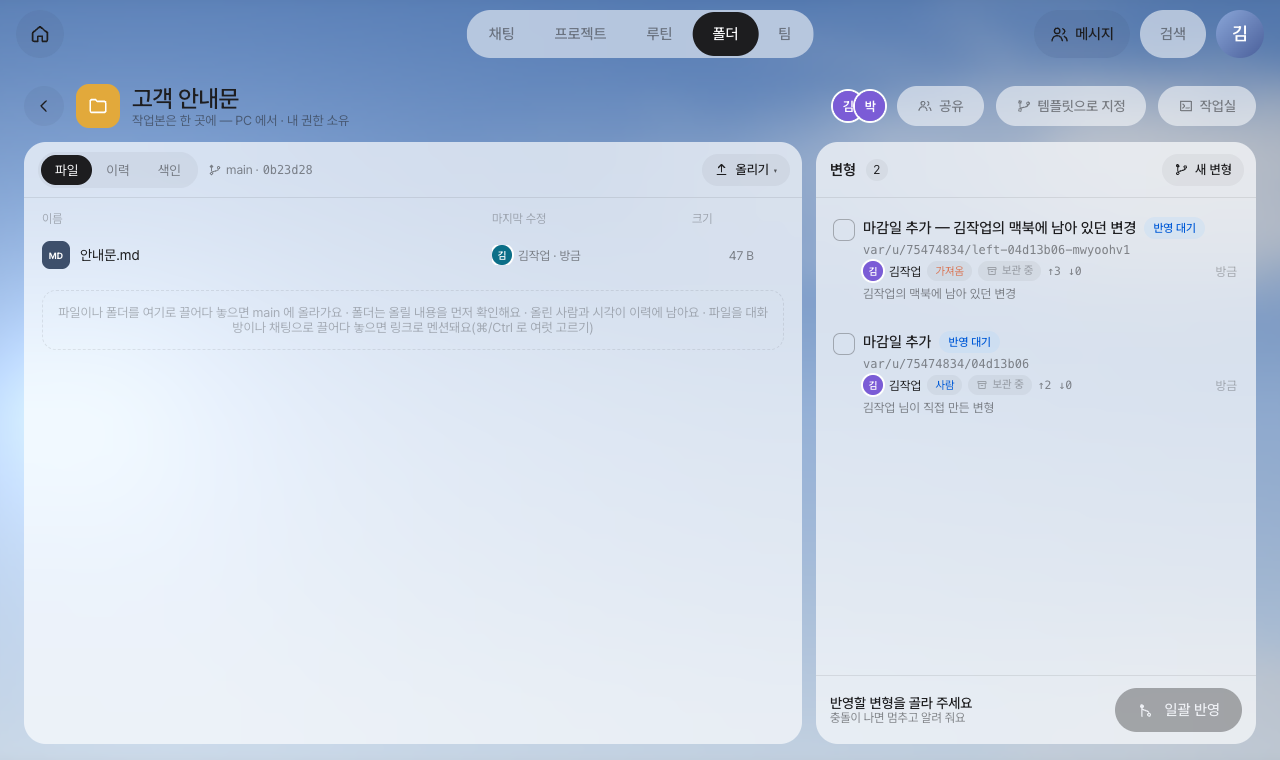 채팅
프로젝트
루틴
폴더
팀
메시지
검색
김
고객 안내문
작업본은 한 곳에 — PC 에서 · 내 권한 소유
김
박
공유
템플릿으로 지정
작업실
파일
이력
색인
main · 0b23d28
올리기
이름
마지막 수정
크기
MD
안내문.md
김
김작업 · 방금
47 B
파일이나 폴더를 여기로 끌어다 놓으면 main 에 올라가요 · 폴더는 올릴 내용을 먼저 확인해요 · 올린 사람과 시각이 이력에 남아요 · 파일을 대화
방이나 채팅으로 끌어다 놓으면 링크로 멘션돼요(⌘/Ctrl 로 여럿 고르기)
변형
2
새 변형
마감일 추가 — 김작업의 맥북에 남아 있던 변경
반영 대기
var/u/75474834/left-04d13b06-mwyoohv1
김
김작업
가져옴
보관 중
↑3 ↓0
방금
김작업의 맥북에 남아 있던 변경
마감일 추가
반영 대기
var/u/75474834/04d13b06
김
김작업
사람
보관 중
↑2 ↓0
방금
김작업 님이 직접 만든 변형
반영할 변형을 골라 주세요
충돌이 나면 멈추고 알려 줘요
일괄 반영